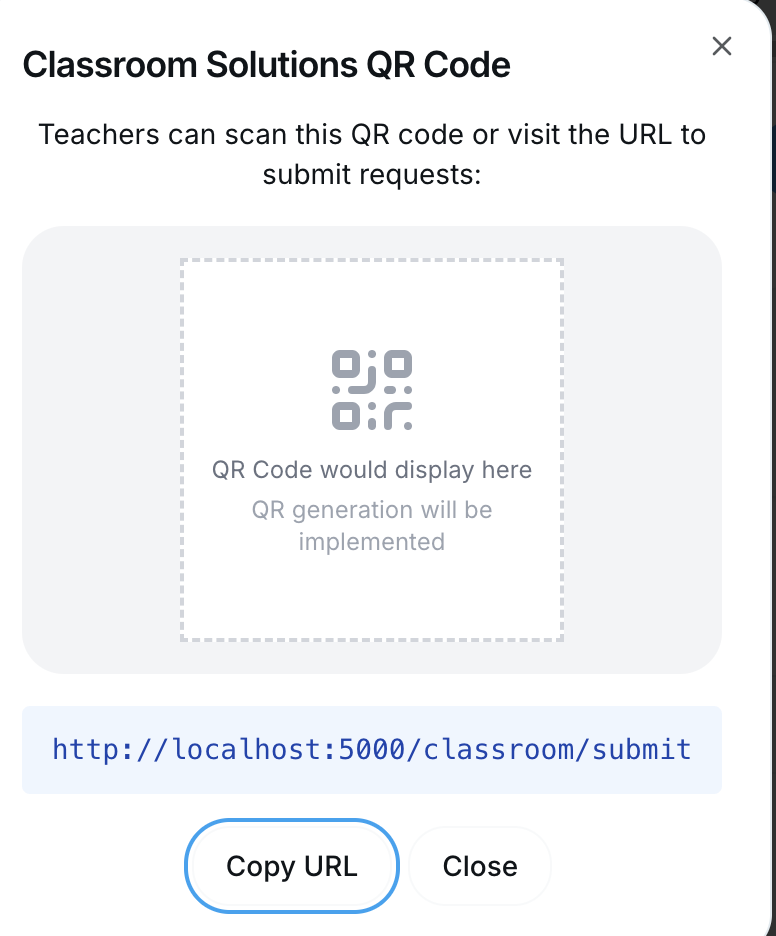 Classroom Solutions QR Code
Teachers can scan this QR code or visit the URL to
submit requests:
QR Code would display here
QR generation will be
implemented
http://localhost:5000/classroom/submit
Copy URL
Close